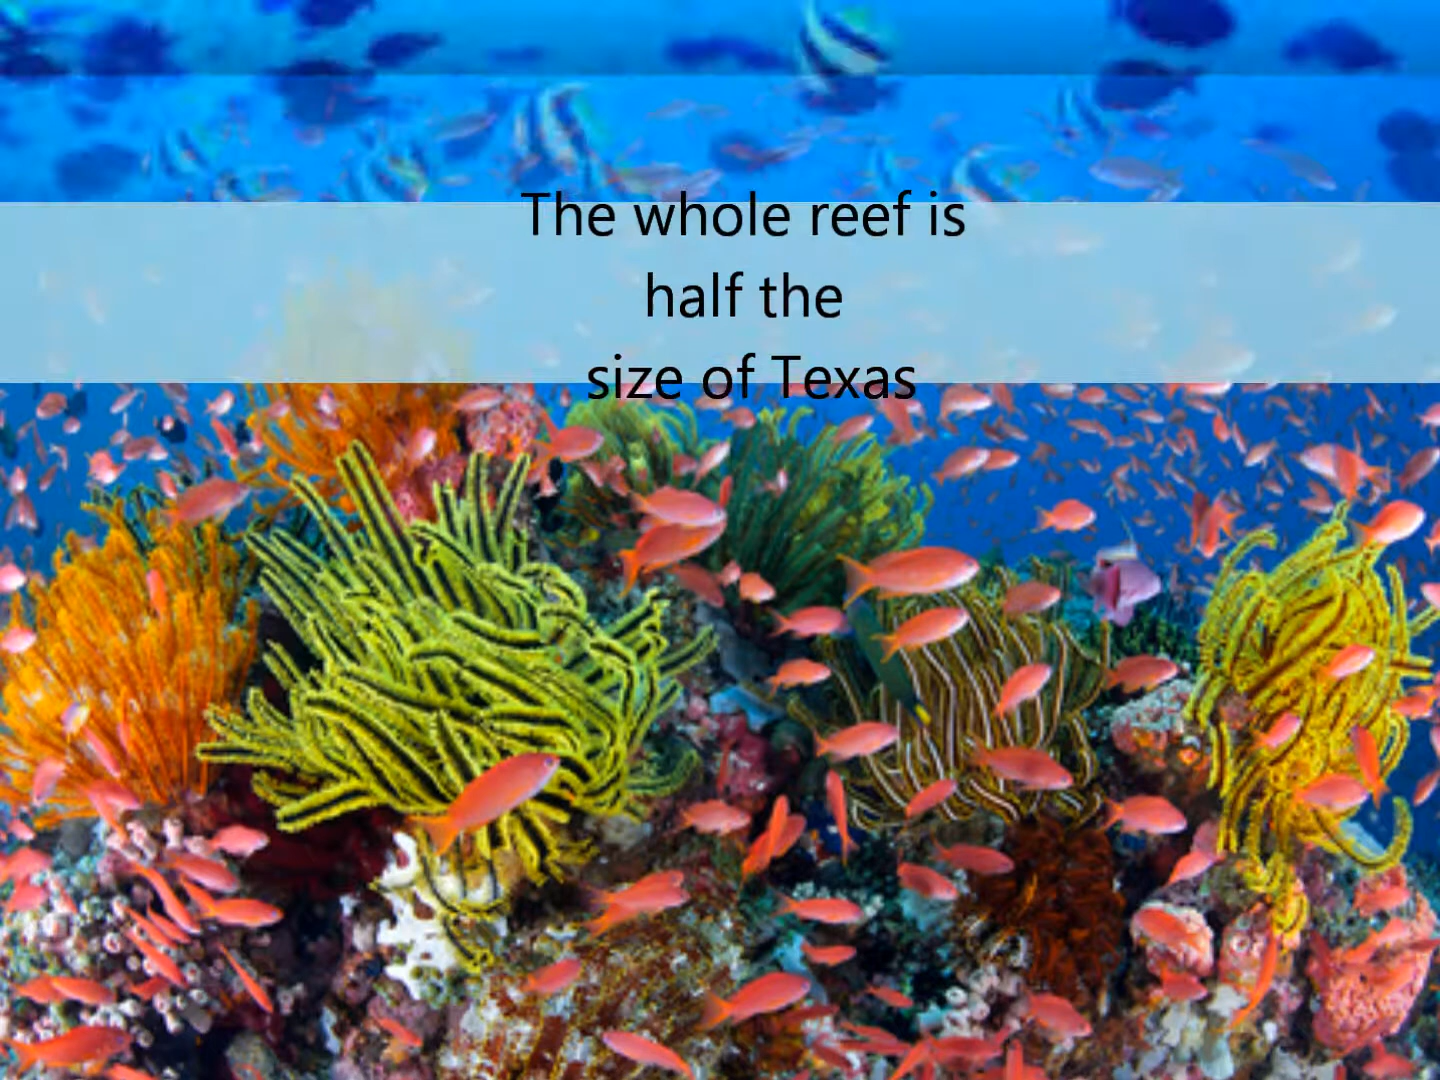 The whole reef is
half the
size of Texas